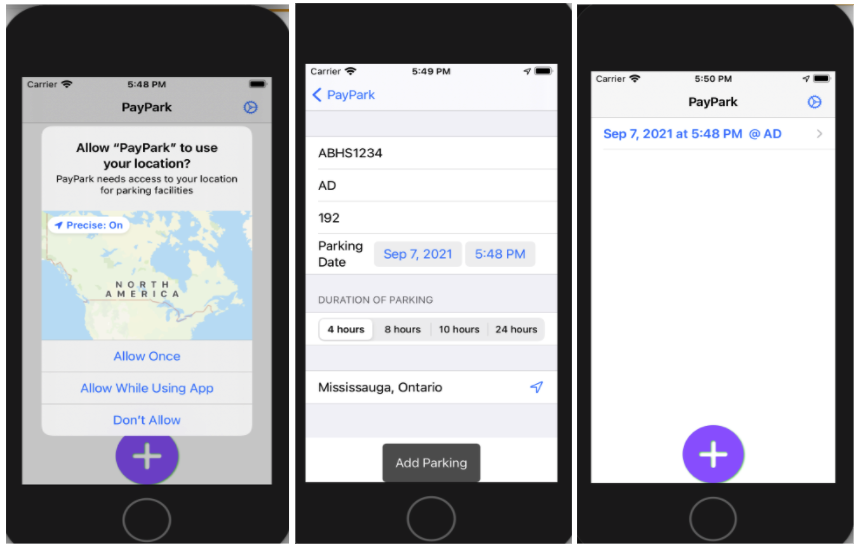 Carrier 5:48 PM
PayPark
Allow “PayPark” to use
your location?
PayPark needs access to your location
for parking facilities
Precise: On
NORTH
AMERICA
Allow Once
Allow While Using App
Don’t Allow
Carrier 5:49 PM
PayPark
ABHS1234
AD
192
Parking
Date
Sep 7, 2021 5:48 PM
DURATION OF PARKING
4 hours 8 hours 10 hours 24 hours
Mississauga, Ontario
Add Parking
Carrier 5:50 PM
PayPark
Sep 7, 2021 at 5:48 PM @ AD